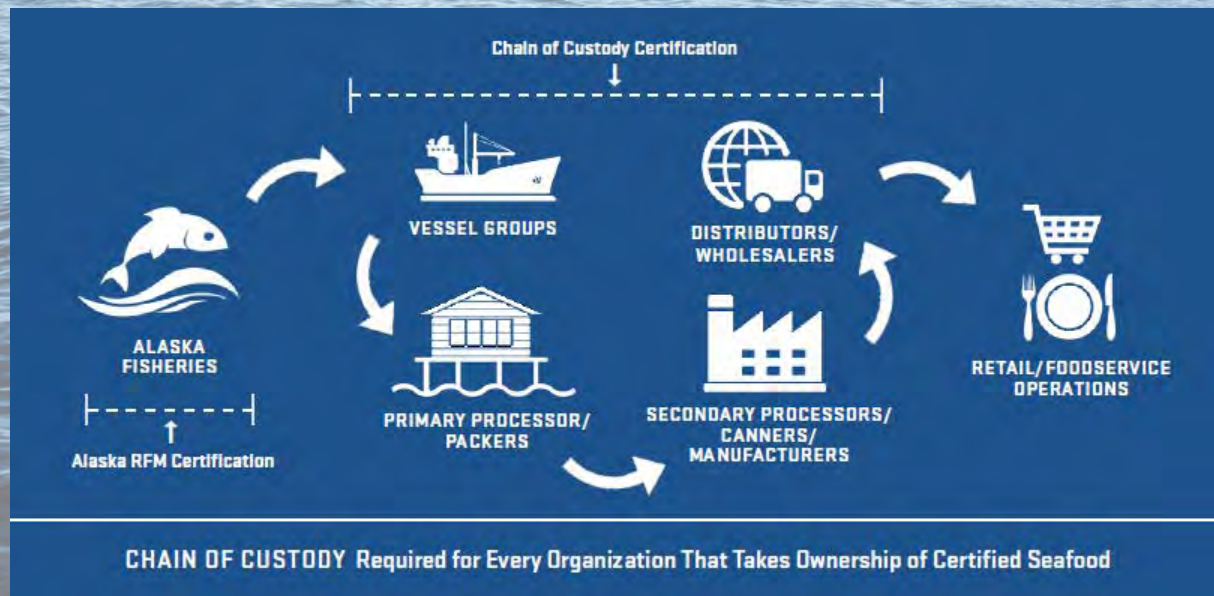 Chain of Custody Certification
VESSEL GROUPS
DISTRIBUTORS/
WHOLESALERS
ALASKA
FISHERIES
PRIMARY PROCESSOR/
PACKERS
SECONDARY PROCESSORS/
CANNERS/
MANUFACTURERS
RETAIL/FOODSERVICE
OPERATIONS
Alaska RFM Certification
CHAIN OF CUSTODY Required for Every Organization That Takes Ownership of Certified Seafood